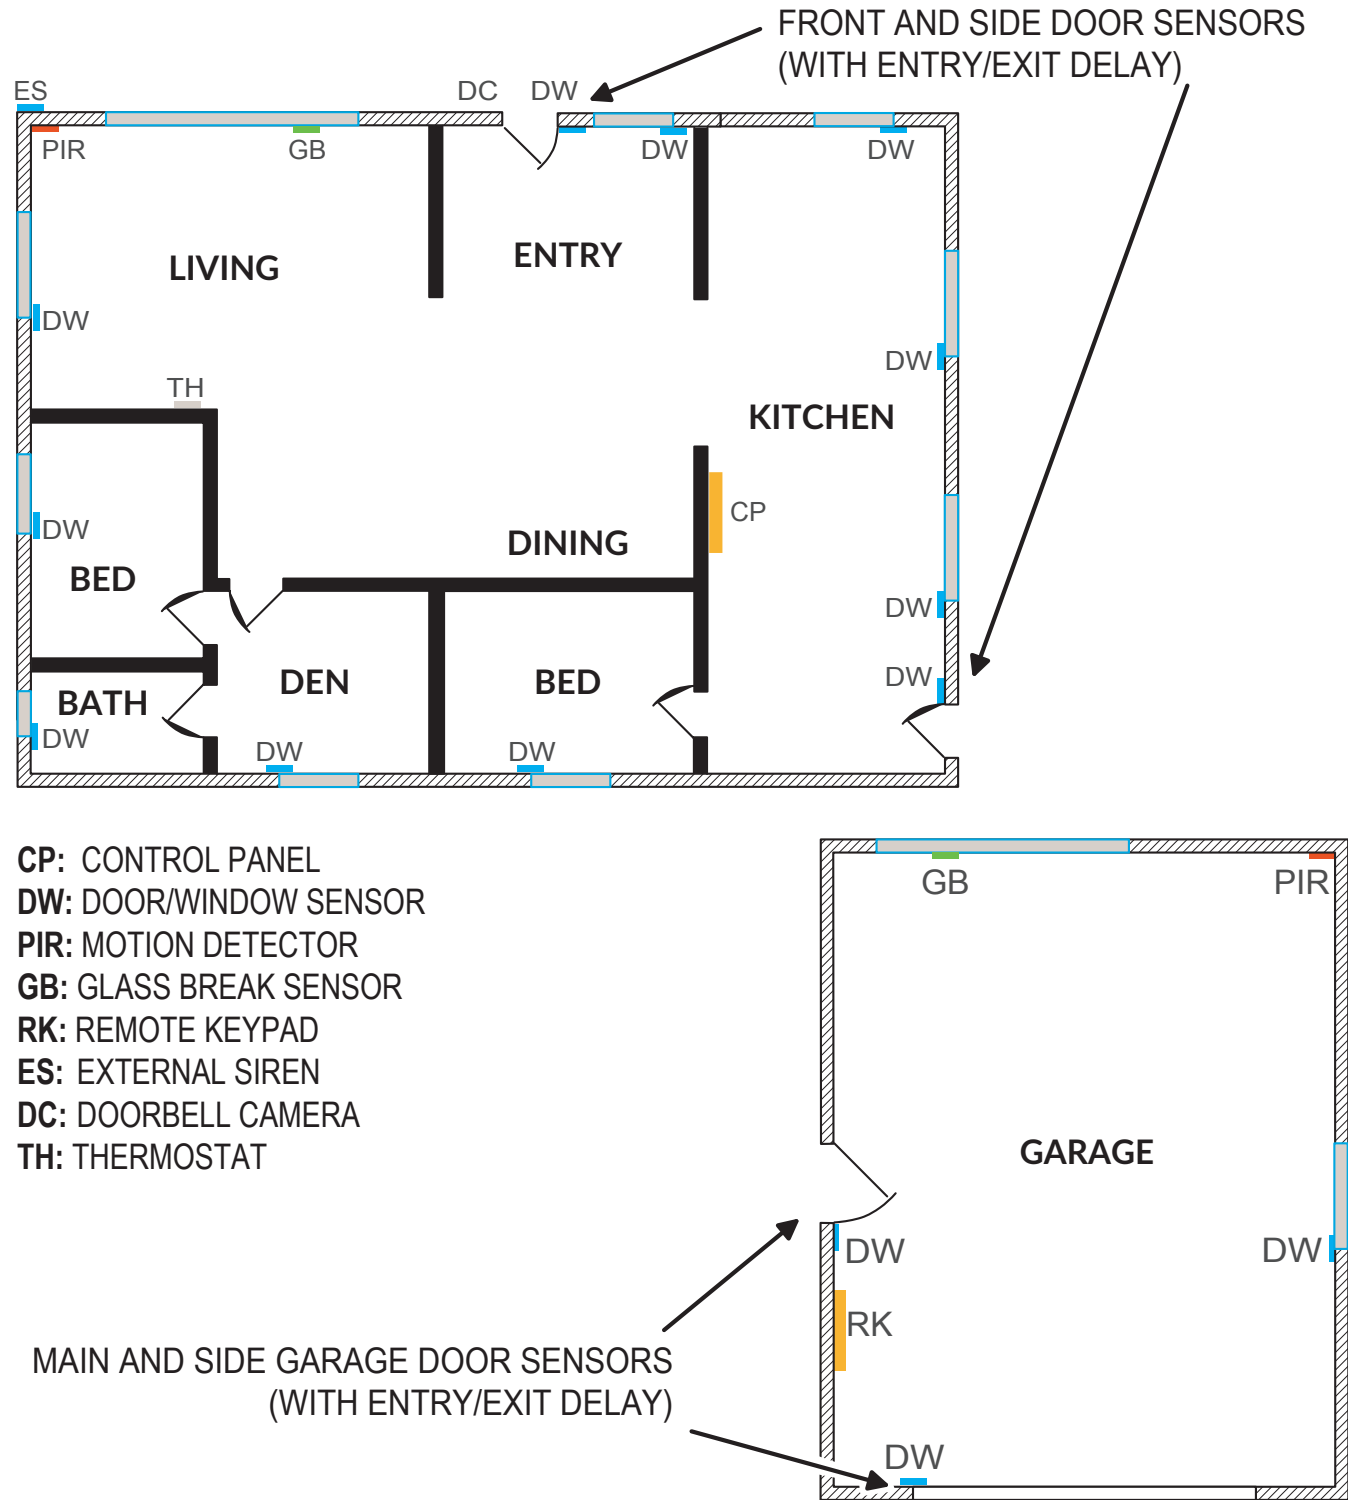 FRONT AND SIDE DOOR SENSORS
(WITH ENTRY/EXIT DELAY)
ES
DC DW
PIR
GB
DW
DW
LIVING
ENTRY
DW
DW
TH
KITCHEN
CP
DW
DINING
BED
DW
DW
DEN
BED
BATH
DW
DW
DW
CP: CONTROL PANEL
DW: DOOR/WINDOW SENSOR
PIR: MOTION DETECTOR
GB: GLASS BREAK SENSOR
RK: REMOTE KEYPAD
ES: EXTERNAL SIREN
DC: DOORBELL CAMERA
TH: THERMOSTAT
GB
PIR
GARAGE
DW
DW
RK
MAIN AND SIDE GARAGE DOOR SENSORS
(WITH ENTRY/EXIT DELAY)
DW